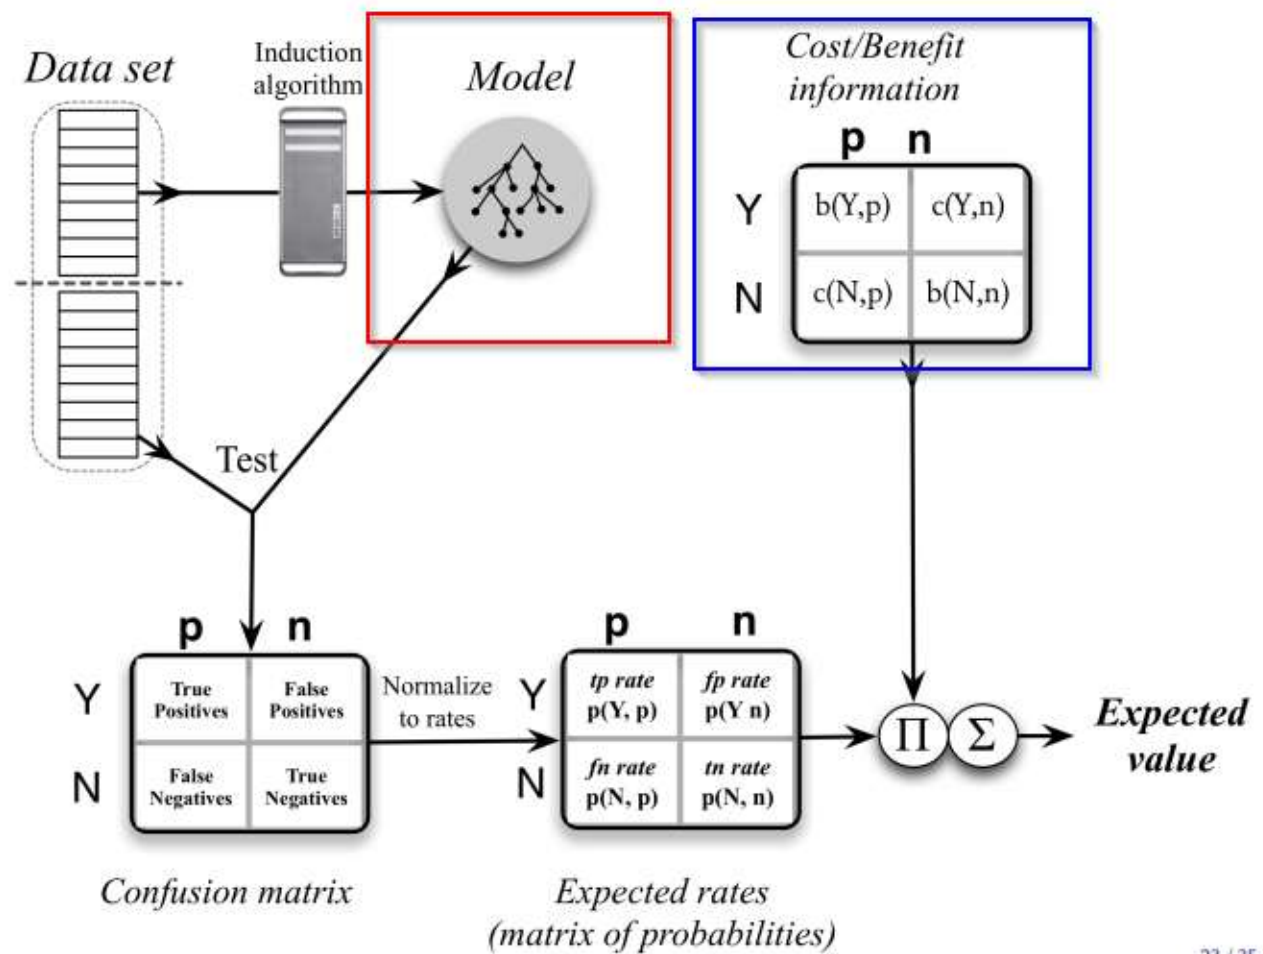 Data set
Induction
algorithm
Model
Cost/Benefit
information
p n
Y b(Y,p) c(Y,n)
N c(N,p) b(N,n)
Test
p n
Y True Positives False Positives
N False Negatives True Negatives
Confusion matrix
Normalize
to rates
p n
Y tp rate p(Y, p) fp rate p(Y n)
N fn rate p(N, p) tn rate p(N, n)
Expected rates
(matrix of probabilities)
Π Σ
Expected
value